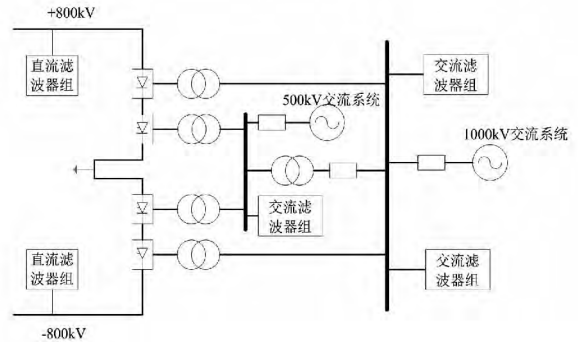 +800kV
直流滤
波器组
交流滤
波器组
500kV交流系统
1000kV交流系统
交流滤
波器组
直流滤
波器组
交流滤
波器组
-800kV